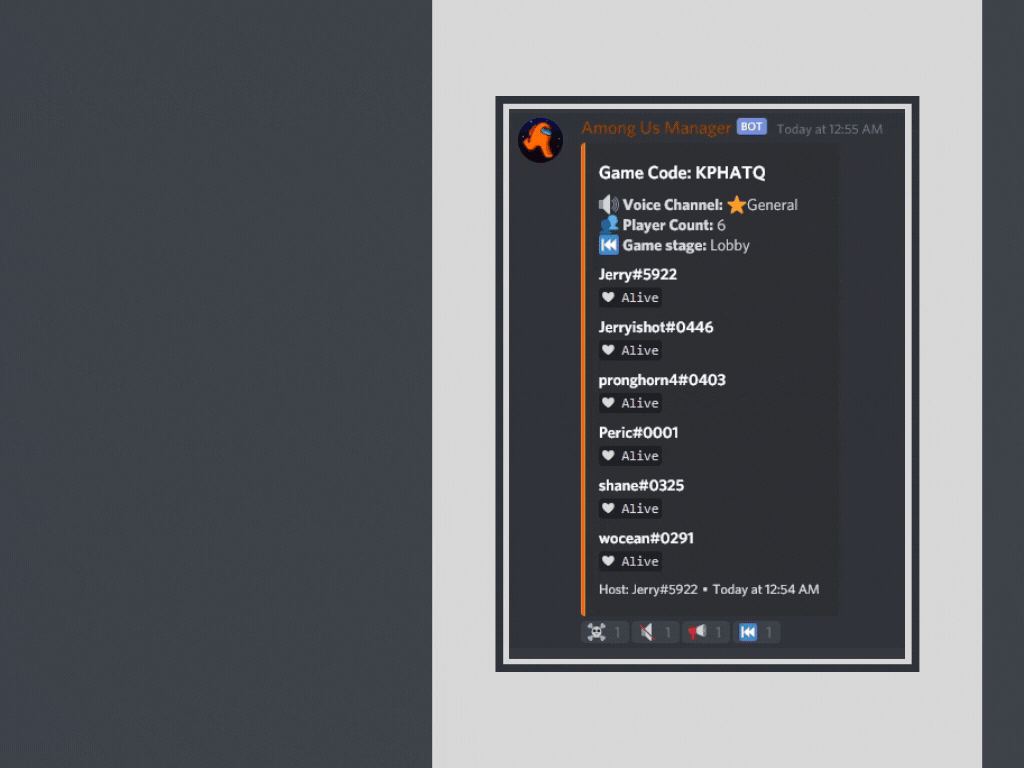 Among Us Manager BOT Today at 12:55 AM
Game Code: KPHATQ
Voice Channel: ⭐General
Player Count: 6
Game stage: Lobby
Jerry#5922
Alive
Jerryishot#0446
Alive
pronghorn4#0403
Alive
Peric#0001
Alive
shane#0325
Alive
wocean#0291
Alive
Host: Jerry#5922 • Today at 12:54 AM
1 1 1 1